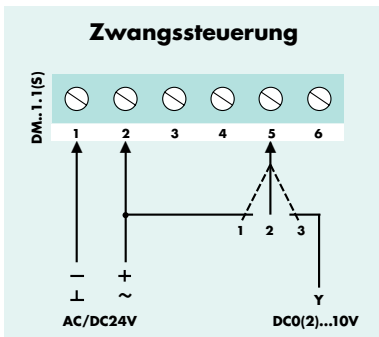 Zwangssteuerung
DM..1.1(S)
1 2 3 4 5 6
1 2 3
− +
⊥ ~
Y
AC/DC24V DC0(2)...10V